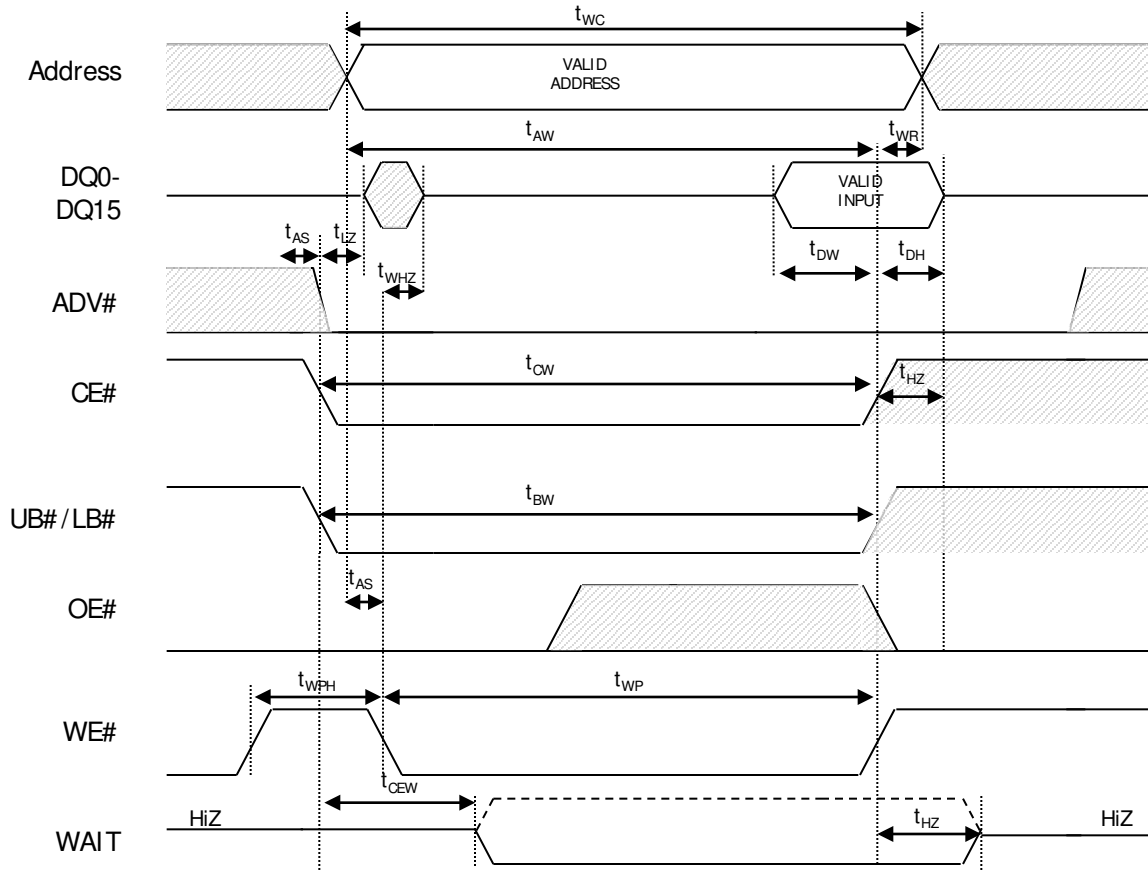 tWC
Address
VALID
ADDRESS
tAW
tWR
DQ0-
DQ15
VALID
INPUT
tAS
tLZ
tDW
tDH
tWHZ
ADV#
tCW
tHZ
CE#
tBW
UB# / LB#
tAS
OE#
tWPH
tWP
WE#
tCEW
HiZ
tHZ
HiZ
WAIT